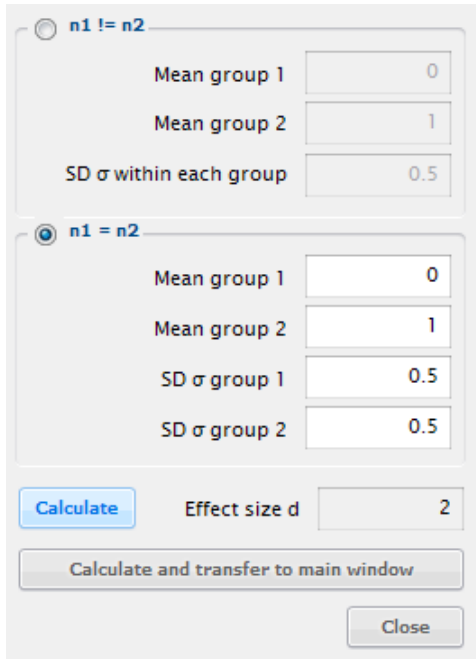 n1 != n2
Mean group 1 0
Mean group 2 1
SD σ within each group 0.5
n1 = n2
Mean group 1 0
Mean group 2 1
SD σ group 1 0.5
SD σ group 2 0.5
Calculate Effect size d 2
Calculate and transfer to main window
Close